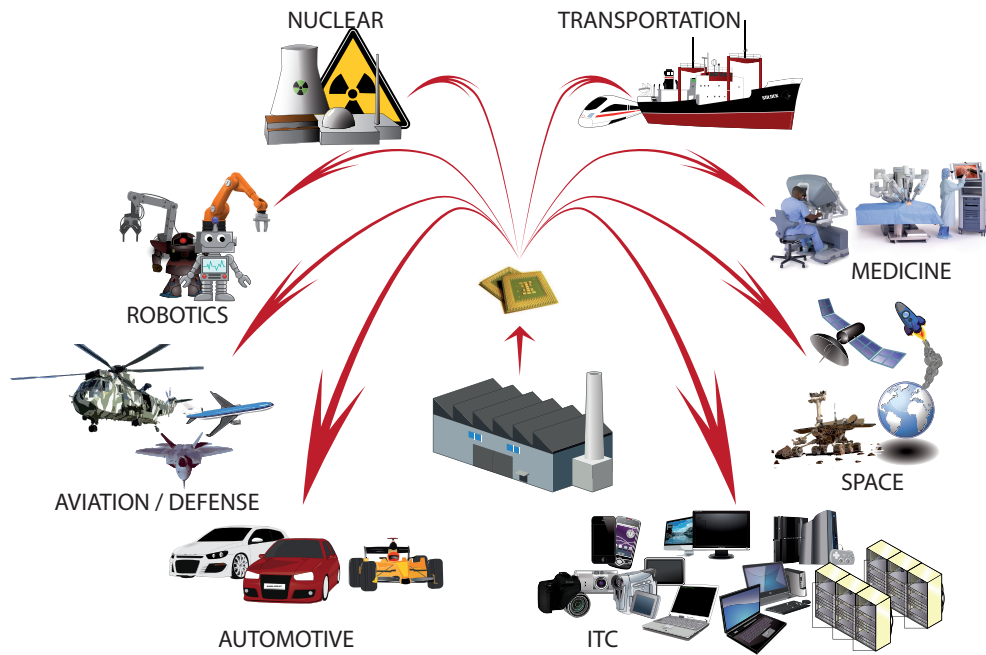 NUCLEAR
TRANSPORTATION
ROBOTICS
MEDICINE
AVIATION / DEFENSE
SPACE
AUTOMOTIVE
ITC